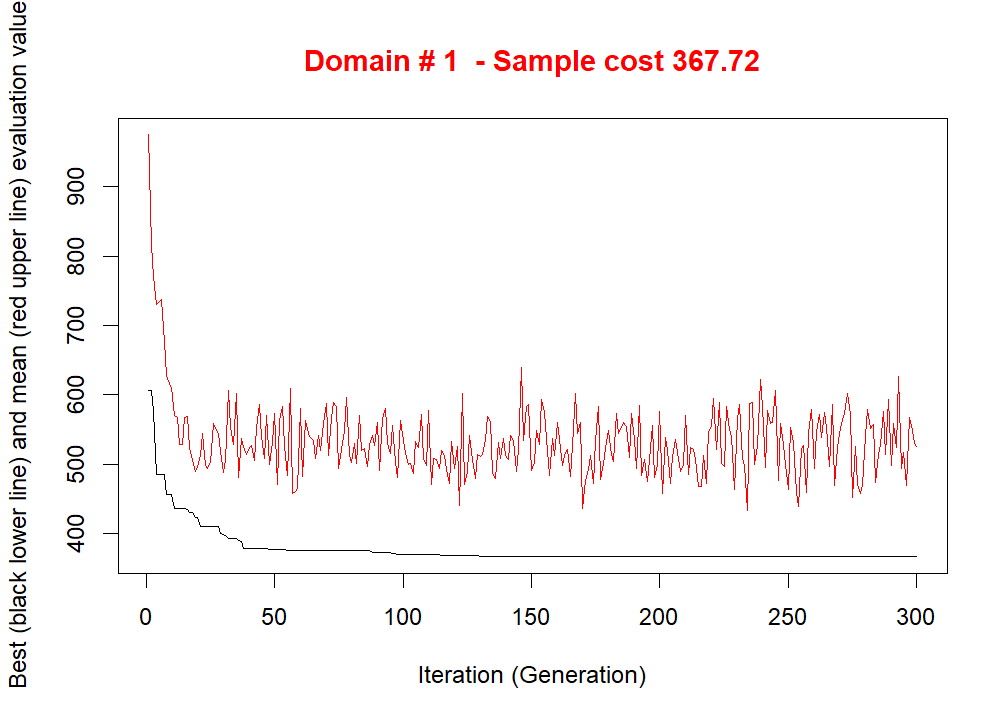 Domain # 1  - Sample cost 367.72
Best (black lower line) and mean (red upper line) evaluation value
900
800
700
600
500
400
0 50 100 150 200 250 300
Iteration (Generation)